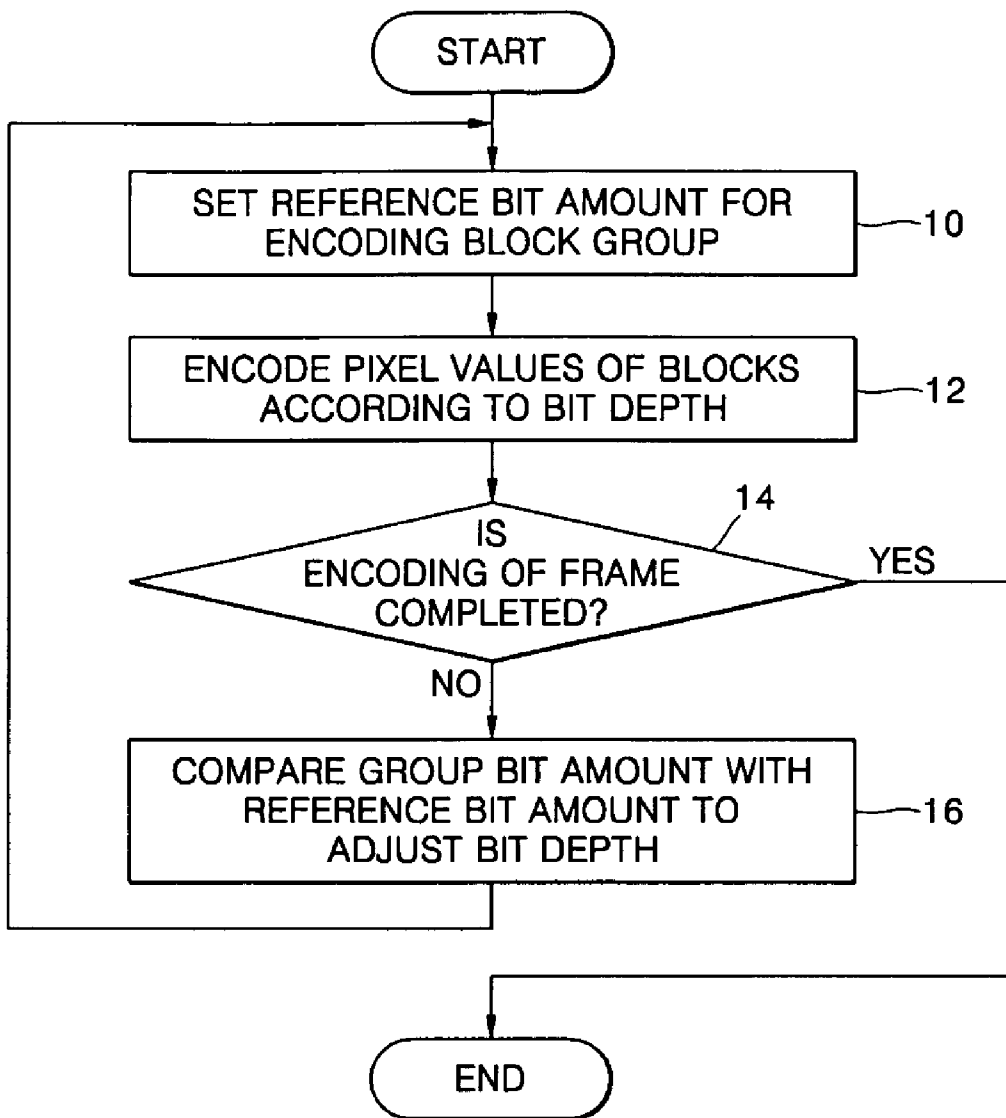 START
SET REFERENCE BIT AMOUNT FOR
ENCODING BLOCK GROUP
10
ENCODE PIXEL VALUES OF BLOCKS
ACCORDING TO BIT DEPTH
12
14
IS
ENCODING OF FRAME
COMPLETED?
YES
NO
COMPARE GROUP BIT AMOUNT WITH
REFERENCE BIT AMOUNT TO
ADJUST BIT DEPTH
16
END